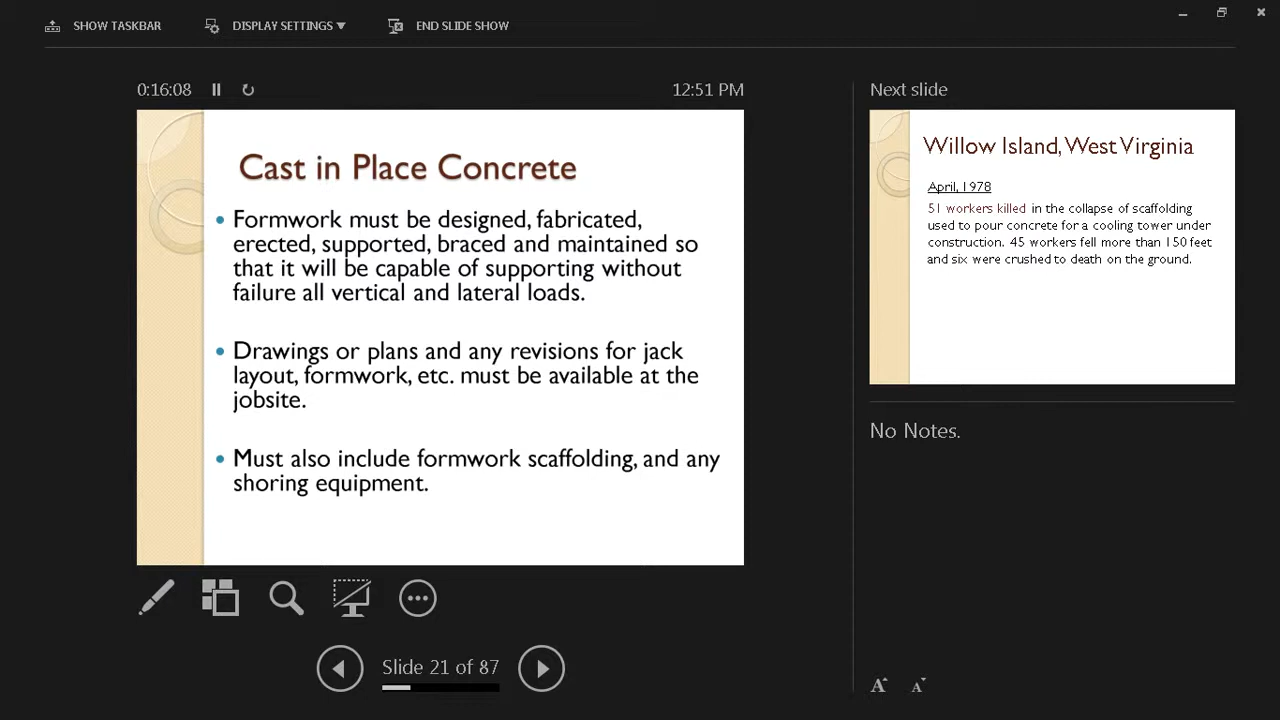 SHOW TASKBAR
DISPLAY SETTINGS
END SLIDE SHOW
0:16:08
12:51 PM
Cast in Place Concrete
Formwork must be designed, fabricated,
erected, supported, braced and maintained so
that it will be capable of supporting without
failure all vertical and lateral loads.
Drawings or plans and any revisions for jack
layout, formwork, etc. must be available at the
jobsite.
Must also include formwork scaffolding, and any
shoring equipment.
Slide 21 of 87
Next slide
Willow Island, West Virginia
April, 1978
51 workers killed in the collapse of scaffolding
used to pour concrete for a cooling tower under
construction. 45 workers fell more than 150 feet
and six were crushed to death on the ground.
No Notes.
A A